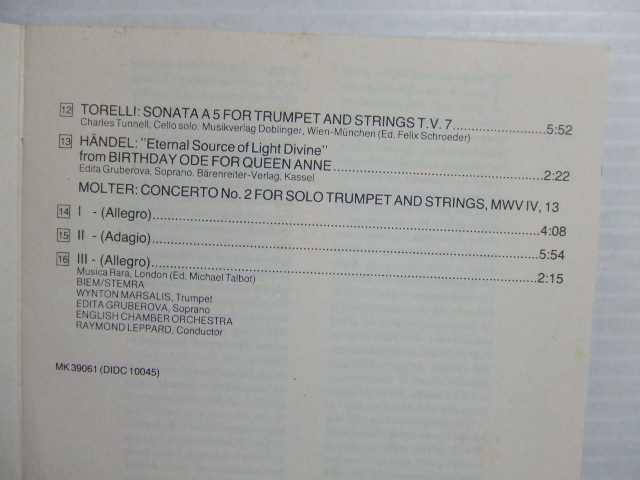 12 TORELLI: SONATA A 5 FOR TRUMPET AND STRINGS T.V. 7.....5:52
Charles Tunnell, Cello solo. Musikverlag Doblinger, Wien-München (Ed. Felix Schroeder)
13 HÄNDEL: "Eternal Source of Light Divine"
from BIRTHDAY ODE FOR QUEEN ANNE.....2:22
Edita Gruberova, Soprano. Bärenreiter-Verlag, Kassel
MOLTER: CONCERTO No. 2 FOR SOLO TRUMPET AND STRINGS, MWV IV, 13
14 I - (Allegro).....4:08
15 II - (Adagio).....5:54
16 III - (Allegro).....2:15
Musica Rara, London (Ed. Michael Talbot)
BIEM/STEMRA
WYNTON MARSALIS, Trumpet
EDITA GRUBEROVA, Soprano
ENGLISH CHAMBER ORCHESTRA
RAYMOND LEPPARD, Conductor
MK 39061 (DIDC 10045)